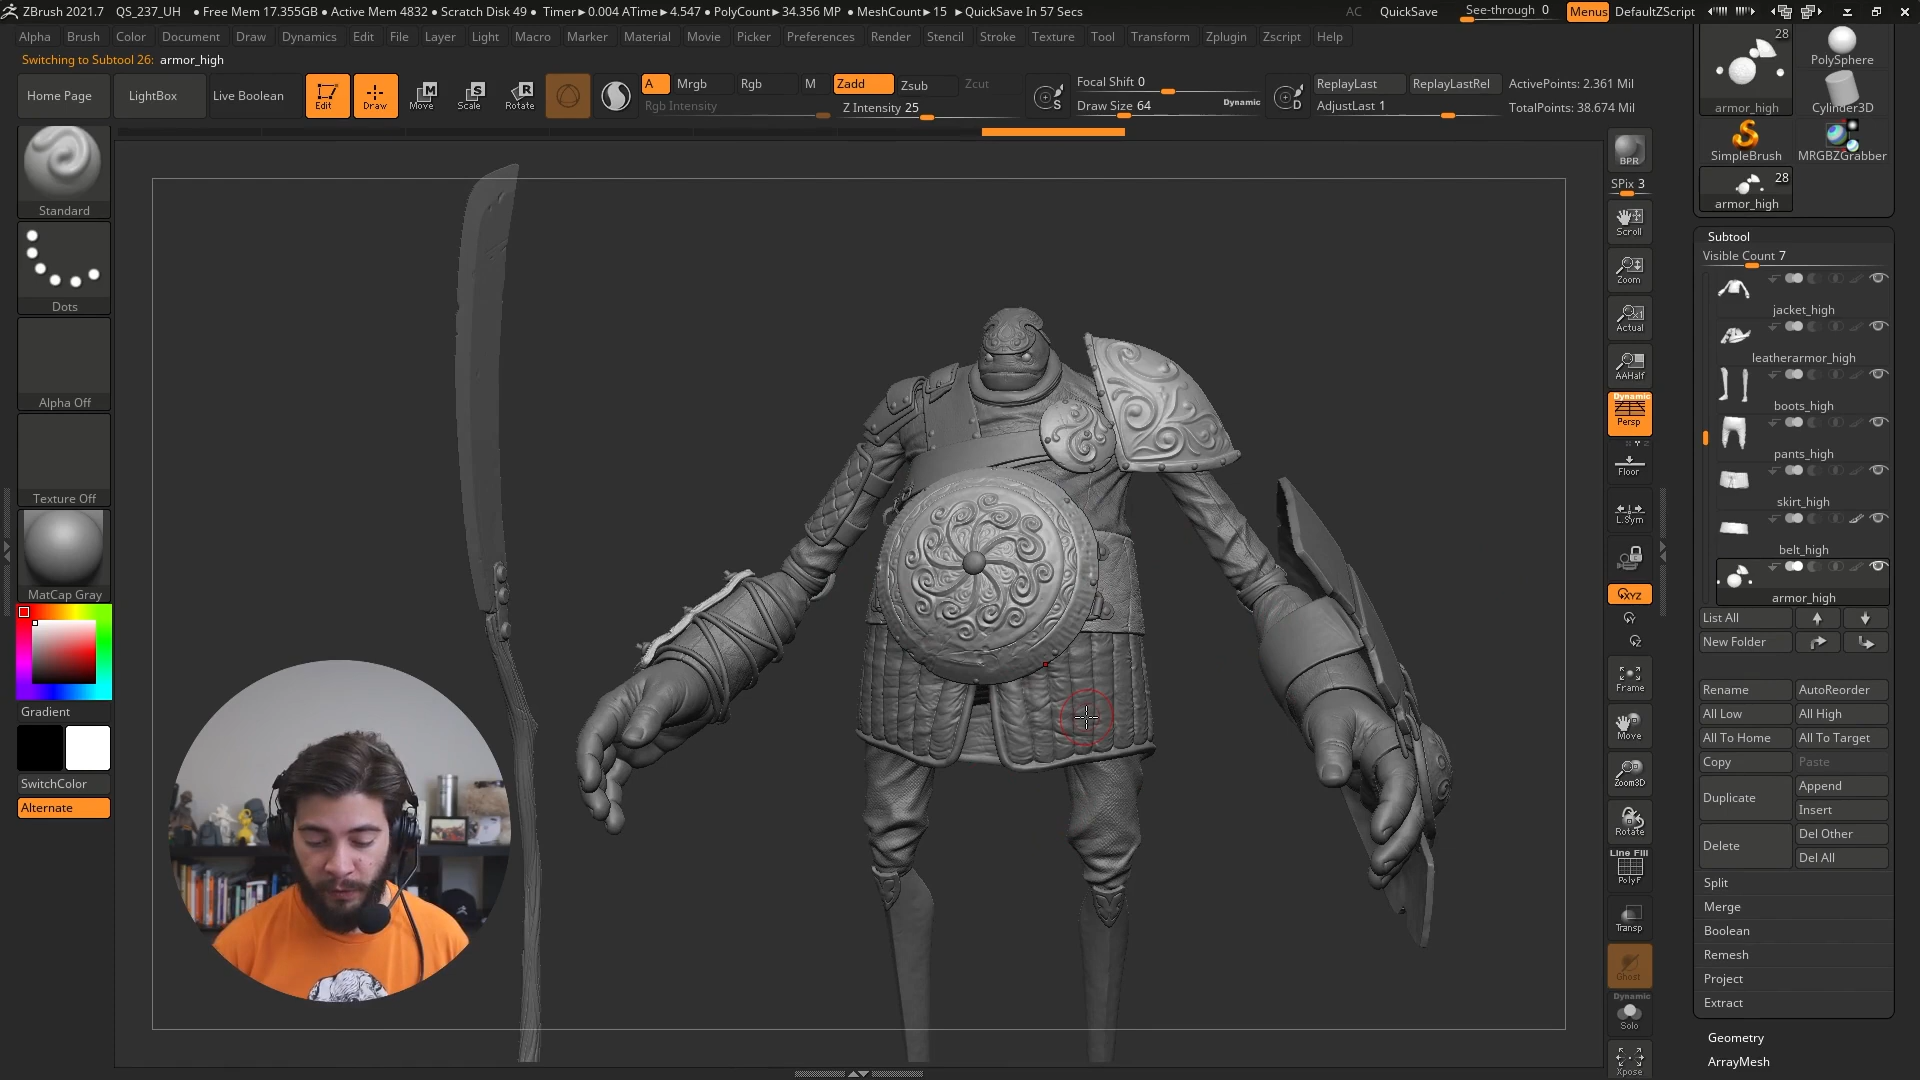 ZBrush 2021.7 QS_237_UH • Free Mem 17.355GB • Active Mem 4832 • Scratch Disk 49 • Timer►0.004 ATime►4.547 • PolyCount►34.356 MP • MeshCount►15 ►QuickSave In 57 Secs AC QuickSave See-through 0 Menus DefaultZScript
Alpha Brush Color Document Draw Dynamics Edit File Layer Light Macro Marker Material Movie Picker Preferences Render Stencil Stroke Texture Tool Transform Zplugin Zscript Help
Switching to Subtool 26: armor_high
Home Page LightBox Live Boolean Edit Draw Move Scale Rotate
A Mrgb Rgb M Zadd Zsub Zcut
Rgb Intensity Z Intensity 25
Focal Shift 0
Draw Size 64 Dynamic
S
D
ReplayLast ReplayLastRel ActivePoints: 2.361 Mil
AdjustLast 1 TotalPoints: 38.674 Mil
Standard
Dots
Alpha Off
Texture Off
MatCap Gray
Gradient
SwitchColor
Alternate
BPR
SPix 3
Scroll
Zoom
Actual
AAHalf
Dynamic
Persp
Floor
L.Sym
XYZ
Frame
Move
Zoom3D
Rotate
Line Fill
PolyF
Transp
Ghost
Dynamic
Solo
Xpose
28
armor_high
PolySphere
Cylinder3D
SimpleBrush
MRGBZGrabber
28
armor_high
Subtool
Visible Count 7
jacket_high
leatherarmor_high
boots_high
pants_high
skirt_high
belt_high
armor_high
List All
New Folder
Rename AutoReorder
All Low All High
All To Home All To Target
Copy Paste
Duplicate Append
Insert
Delete Del Other
Del All
Split
Merge
Boolean
Remesh
Project
Extract
Geometry
ArrayMesh